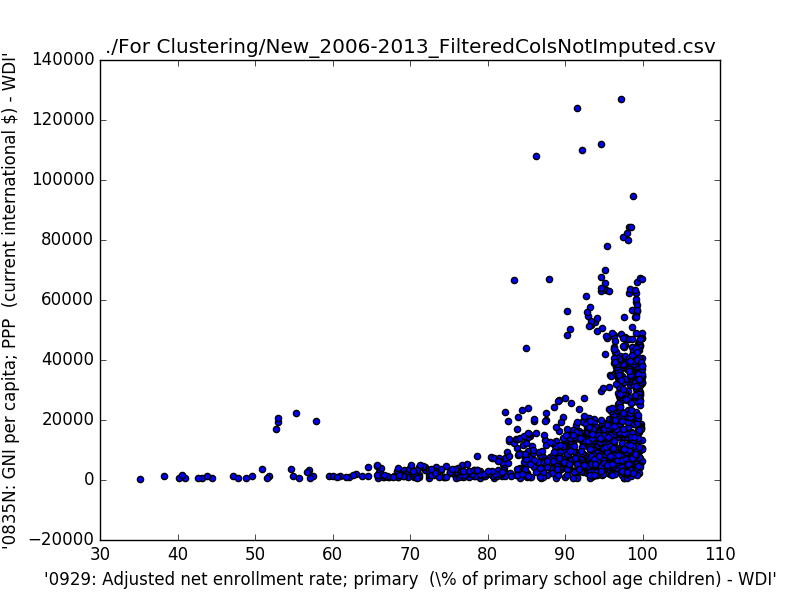 ./For Clustering/New_2006-2013_FilteredColsNotImputed.csv
140000
120000
100000
80000
60000
40000
20000
0
−20000
'0835N: GNI per capita; PPP  (current international $) - WDI'
30 40 50 60 70 80 90 100 110
'0929: Adjusted net enrollment rate; primary  (\% of primary school age children) - WDI'